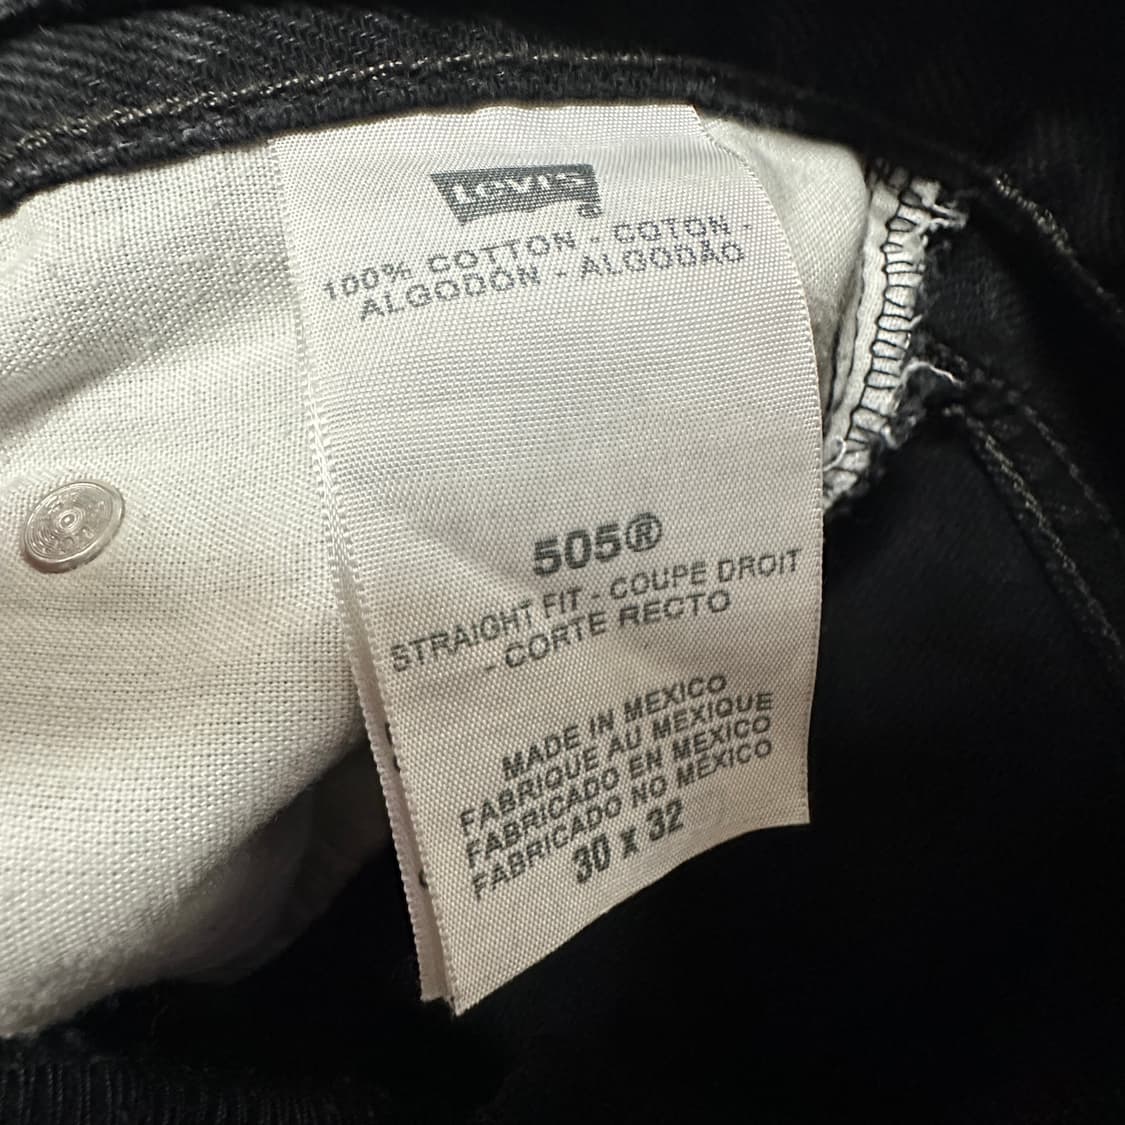 Levi's
100% COTTON - COTON -
ALGODON - ALGODÃO
505®
STRAIGHT FIT - COUPE DROIT
- CORTE RECTO
MADE IN MEXICO
FABRIQUE AU MEXIQUE
FABRICADO EN MEXICO
FABRICADO NO MÉXICO
30 x 32